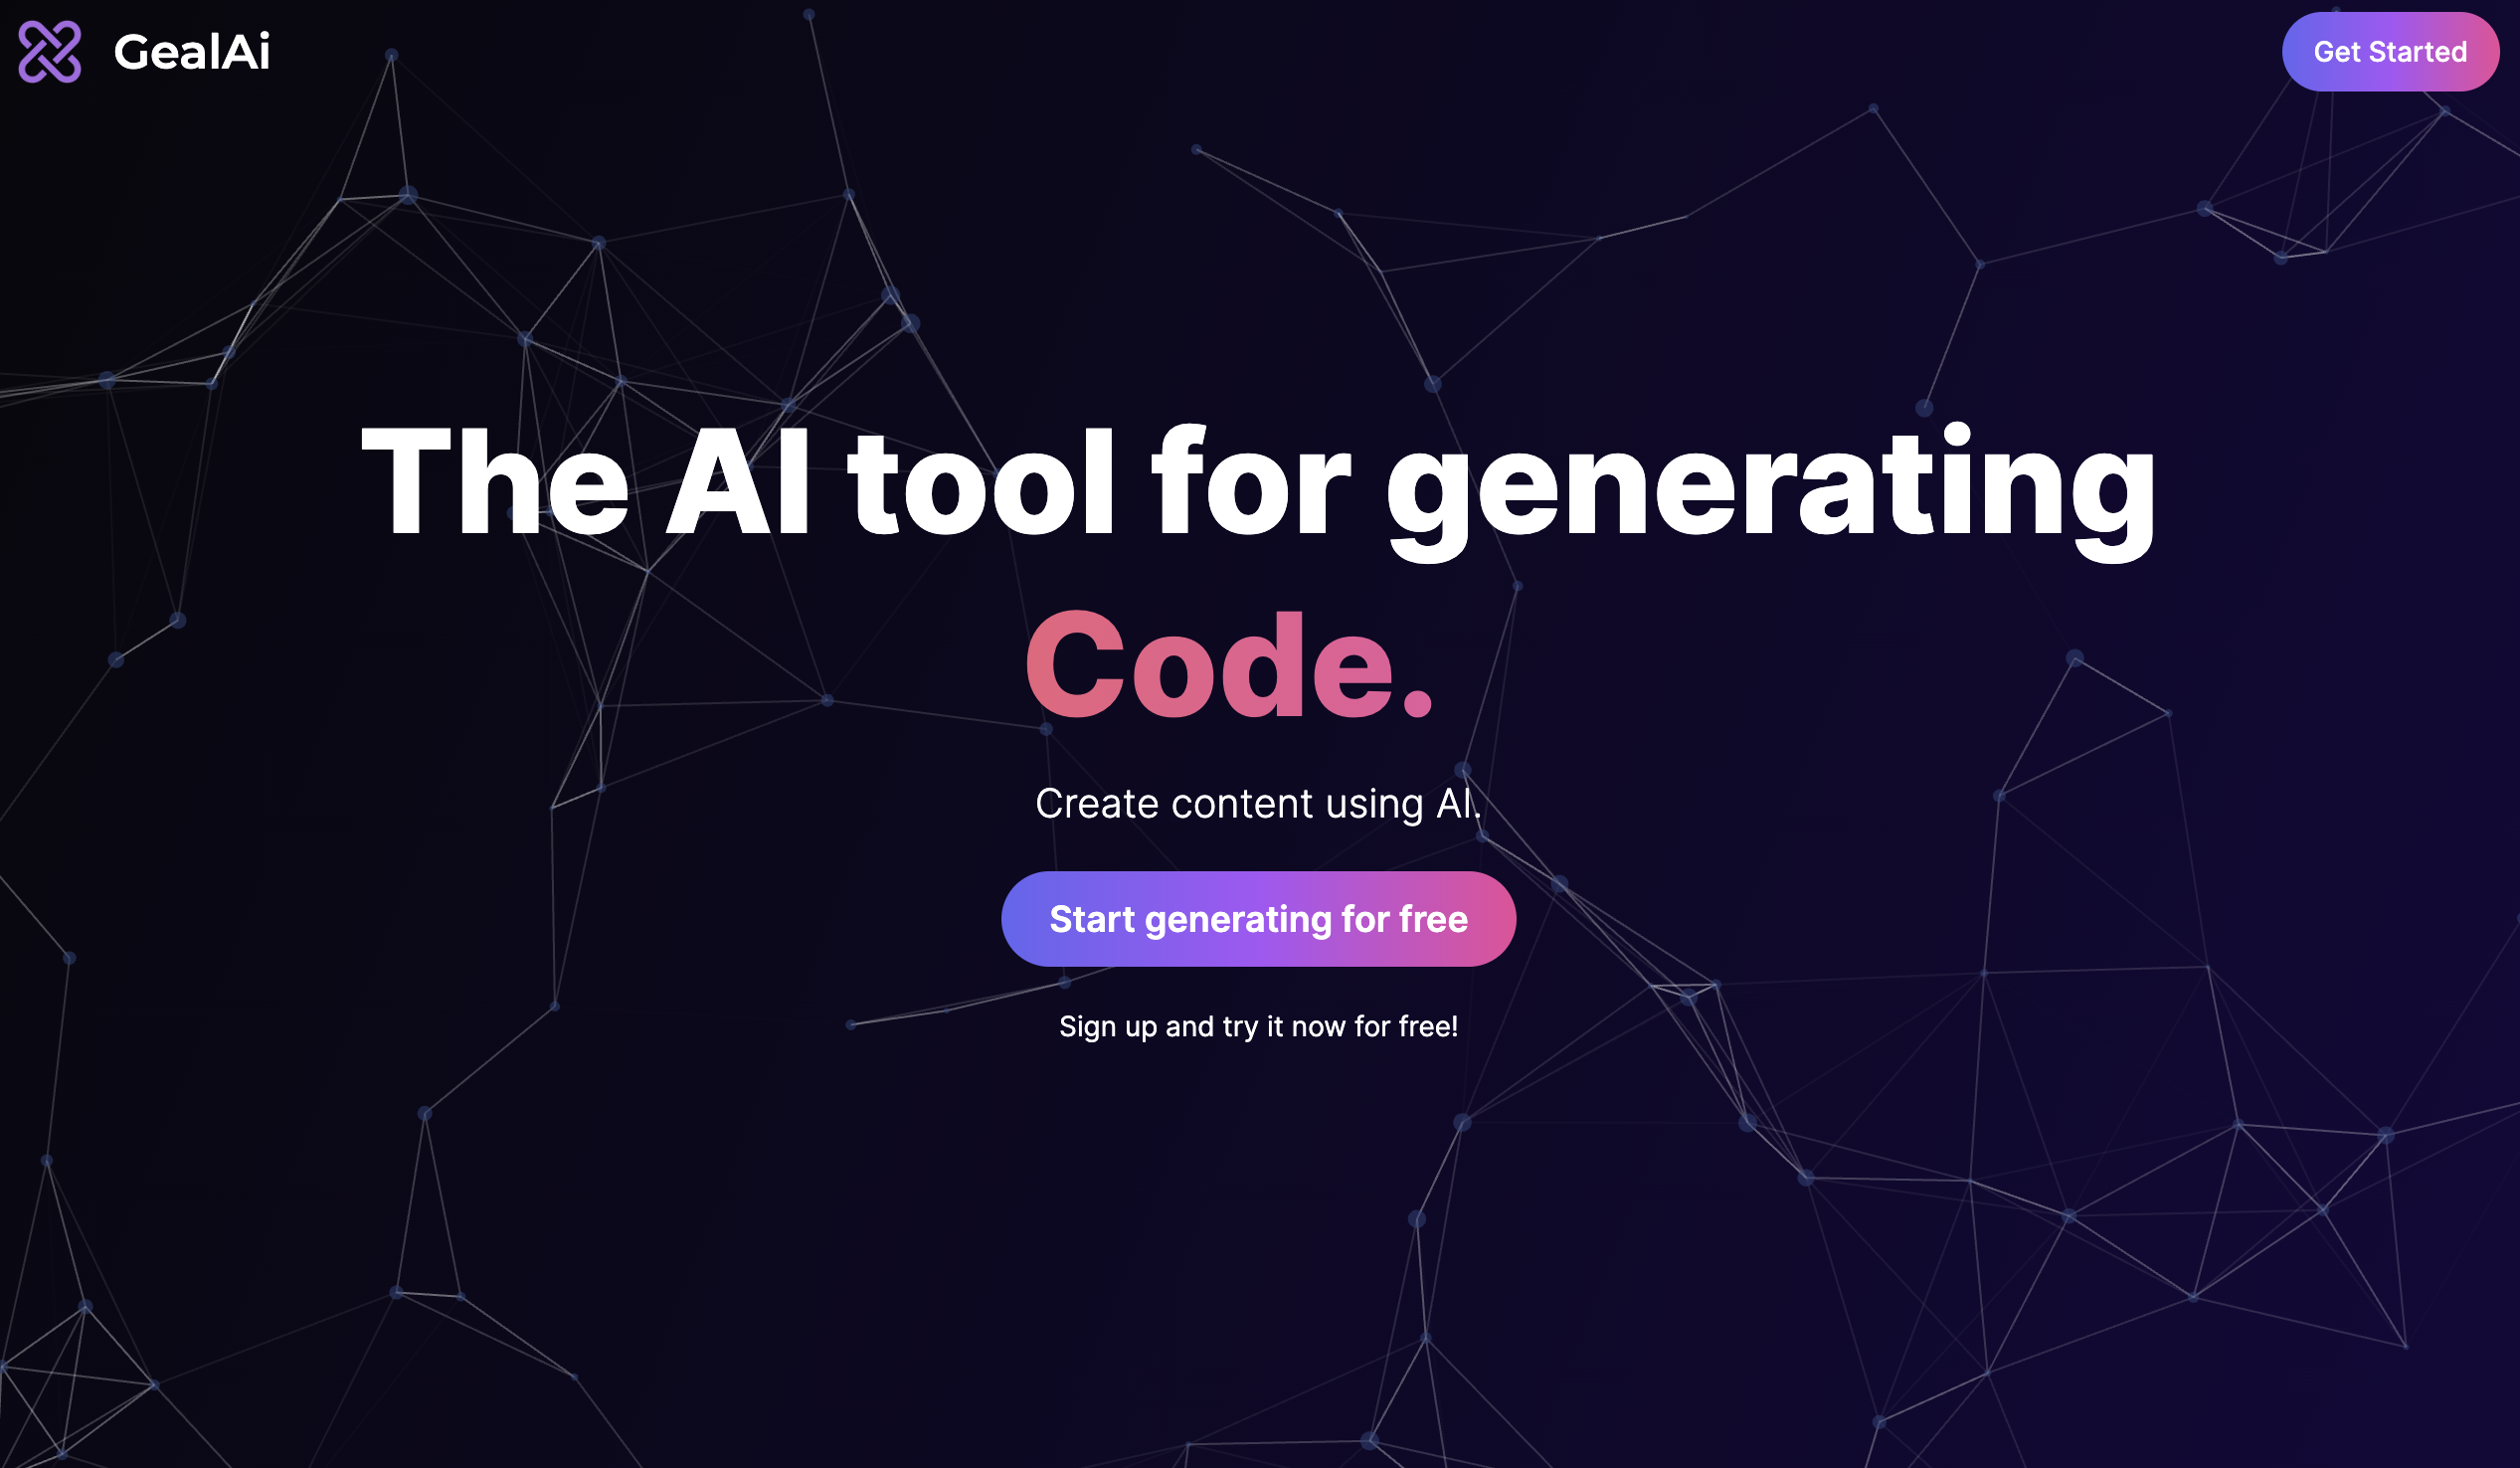 GealAi
Get Started
The AI tool for generating
Code.
Create content using AI.
Start generating for free
Sign up and try it now for free!